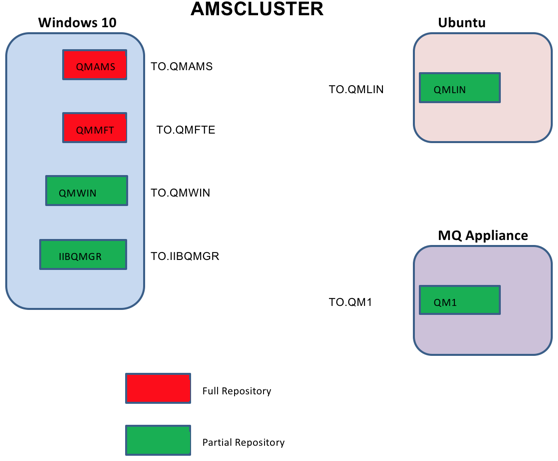 AMSCLUSTER
Windows 10
QMAMS
TO.QMAMS
QMMFT
TO.QMFTE
QMWIN
TO.QMWIN
IIBQMGR
TO.IIBQMGR
Ubuntu
TO.QMLIN
QMLIN
MQ Appliance
TO.QM1
QM1
Full Repository
Partial Repository